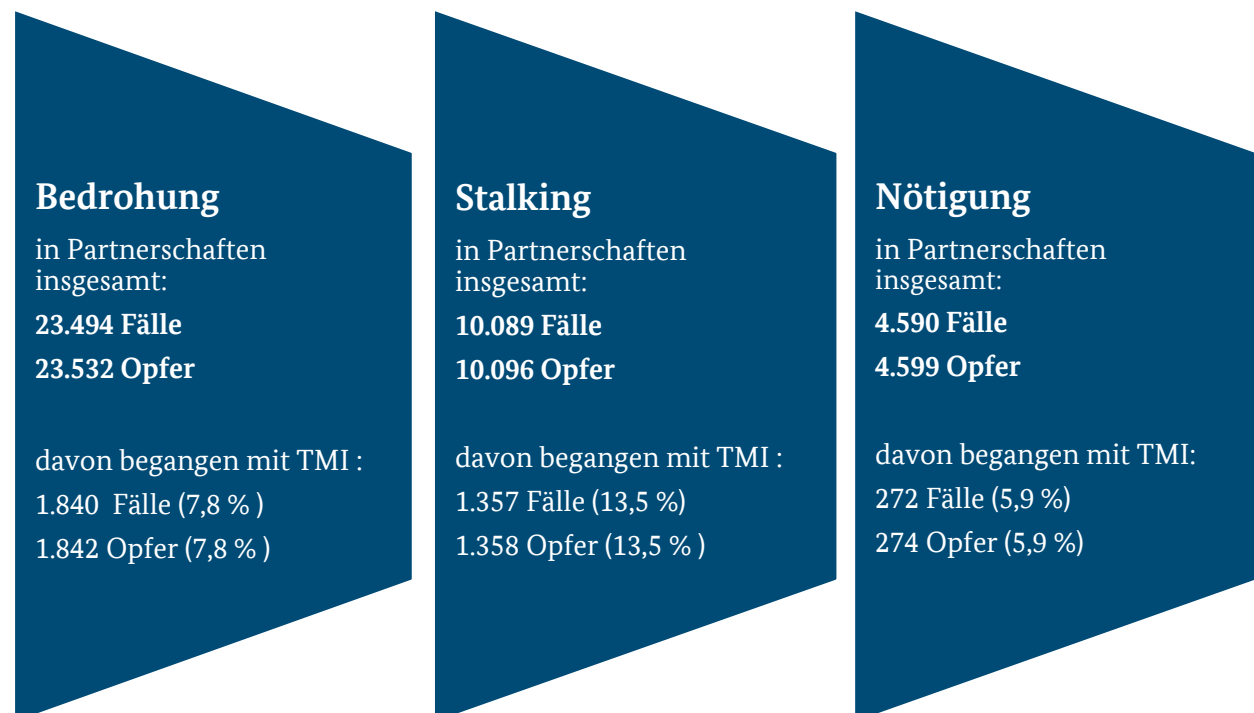 Bedrohung
in Partnerschaften
insgesamt:
23.494 Fälle
23.532 Opfer
davon begangen mit TMI :
1.840  Fälle (7,8 % )
1.842 Opfer (7,8 % )
Stalking
in Partnerschaften
insgesamt:
10.089 Fälle
10.096 Opfer
davon begangen mit TMI :
1.357 Fälle (13,5 %)
1.358 Opfer (13,5 % )
Nötigung
in Partnerschaften
insgesamt:
4.590 Fälle
4.599 Opfer
davon begangen mit TMI:
272 Fälle (5,9 %)
274 Opfer (5,9 %)